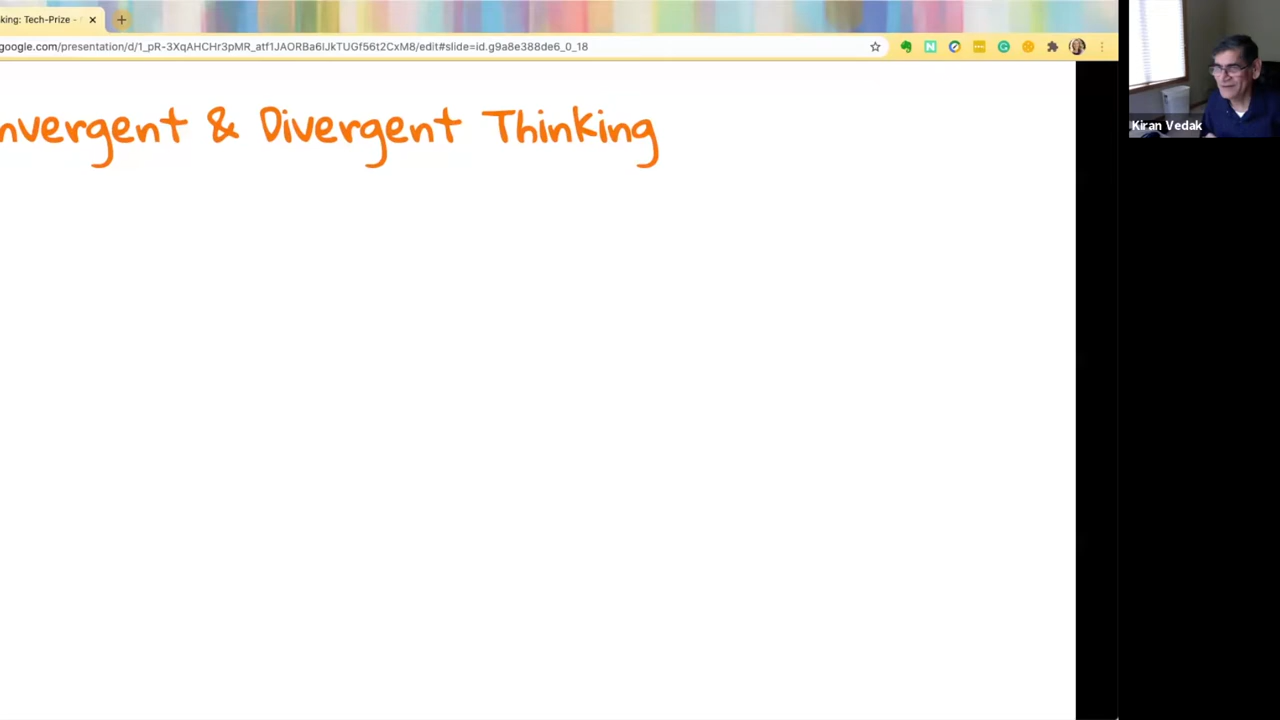 king: Tech-Prize -
google.com/presentation/d/1_pR-3XqAHCHr3pMR_atf1JAORBa6lJkTUGf56t2CxM8/edit#slide=id.g9a8e388de6_0_18
nvergent & Divergent Thinking
Kiran Vedak